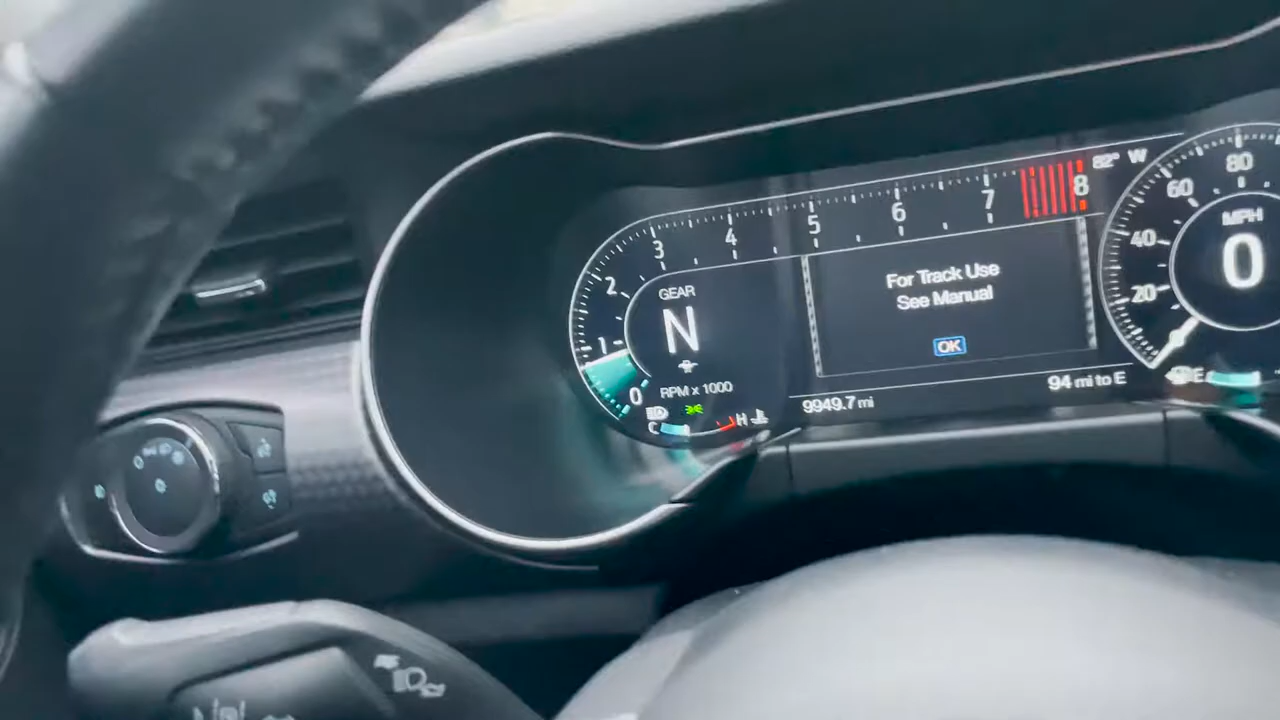 82° W
0 1 2 3 4 5 6 7 8
80
60
MPH
40
0
20
GEAR
N
For Track Use
See Manual
OK
RPM x 1000
94 mi to E
E
9949.7 mi
C
H